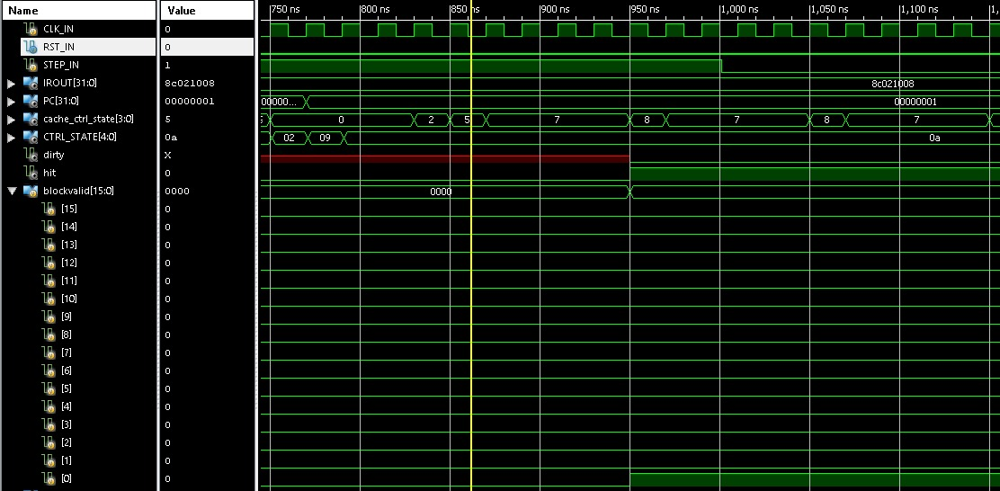 Name Value 750 ns 800 ns 850 ns 900 ns 950 ns 1,000 ns 1,050 ns 1,100 ns 1,
CLK_IN 0
RST_IN 0
STEP_IN 1
IROUT[31:0] 8c021008 8c021008
PC[31:0] 00000001 00000... 00000001
cache_ctrl_state[3:0] 5 0 2 5 7 8 7 8 7
CTRL_STATE[4:0] 0a 02 09 0a
dirty X
hit 0
blockvalid[15:0] 0000 0000
[15] 0
[14] 0
[13] 0
[12] 0
[11] 0
[10] 0
[9] 0
[8] 0
[7] 0
[6] 0
[5] 0
[4] 0
[3] 0
[2] 0
[1] 0
[0] 0